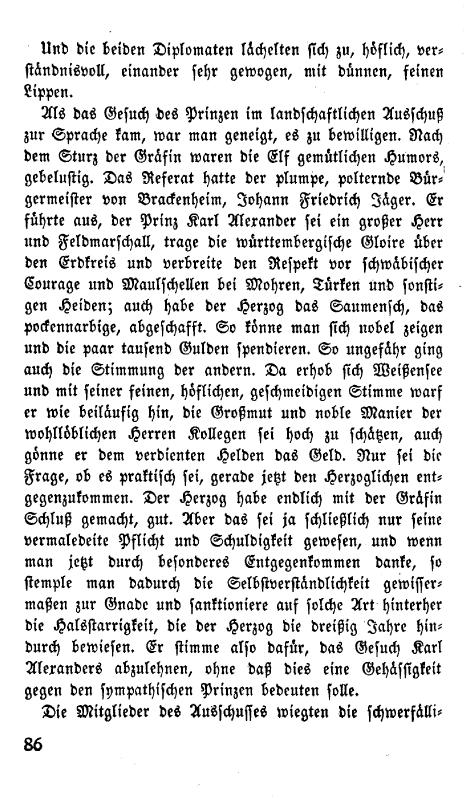 Und die beiden Diplomaten lächelten sich zu, höflich, ver-
ständnisvoll, einander sehr gewogen, mit dünnen, feinen
Lippen.
Als das Gesuch des Prinzen im landschaftlichen Ausschuß
zur Sprache kam, war man geneigt, es zu bewilligen. Nach
dem Sturz der Gräfin waren die Elf gemütlichen Humors,
gebelustig. Das Referat hatte der plumpe, polternde Bür-
germeister von Brackenheim, Johann Friedrich Jäger. Er
führte aus, der Prinz Karl Alexander sei ein großer Herr
und Feldmarschall, trage die württembergische Gloire über
den Erdkreis und verbreite den Respekt vor schwäbischer
Courage und Maulschellen bei Mohren, Türken und sonsti-
gen Heiden; auch habe der Herzog das Saumensch, das
pockennarbige, abgeschafft. So könne man sich nobel zeigen
und die paar tausend Gulden spendieren. So ungefähr ging
auch die Stimmung der andern. Da erhob sich Weißensee
und mit seiner feinen, höflichen, geschmeidigen Stimme warf
er wie beiläufig hin, die Großmut und noble Manier der
wohllöblichen Herren Kollegen sei hoch zu schätzen, auch
gönne er dem verdienten Helden das Geld. Nur sei die
Frage, ob es praktisch sei, gerade jetzt den Herzoglichen ent-
gegenzukommen. Der Herzog habe endlich mit der Gräfin
Schluß gemacht, gut. Aber das sei ja schließlich nur seine
vermaledeite Pflicht und Schuldigkeit gewesen, und wenn
man jetzt durch besonderes Entgegenkommen danke, so
stemple man dadurch die Selbstverständlichkeit gewisser-
maßen zur Gnade und sanktioniere auf solche Art hinterher
die Halsstarrigkeit, die der Herzog die dreißig Jahre hin-
durch bewiesen. Er stimme also dafür, das Gesuch Karl
Alexanders abzulehnen, ohne daß dies eine Gehässigkeit
gegen den sympathischen Prinzen bedeuten solle.
Die Mitglieder des Ausschusses wiegten die schwerfälli-
86